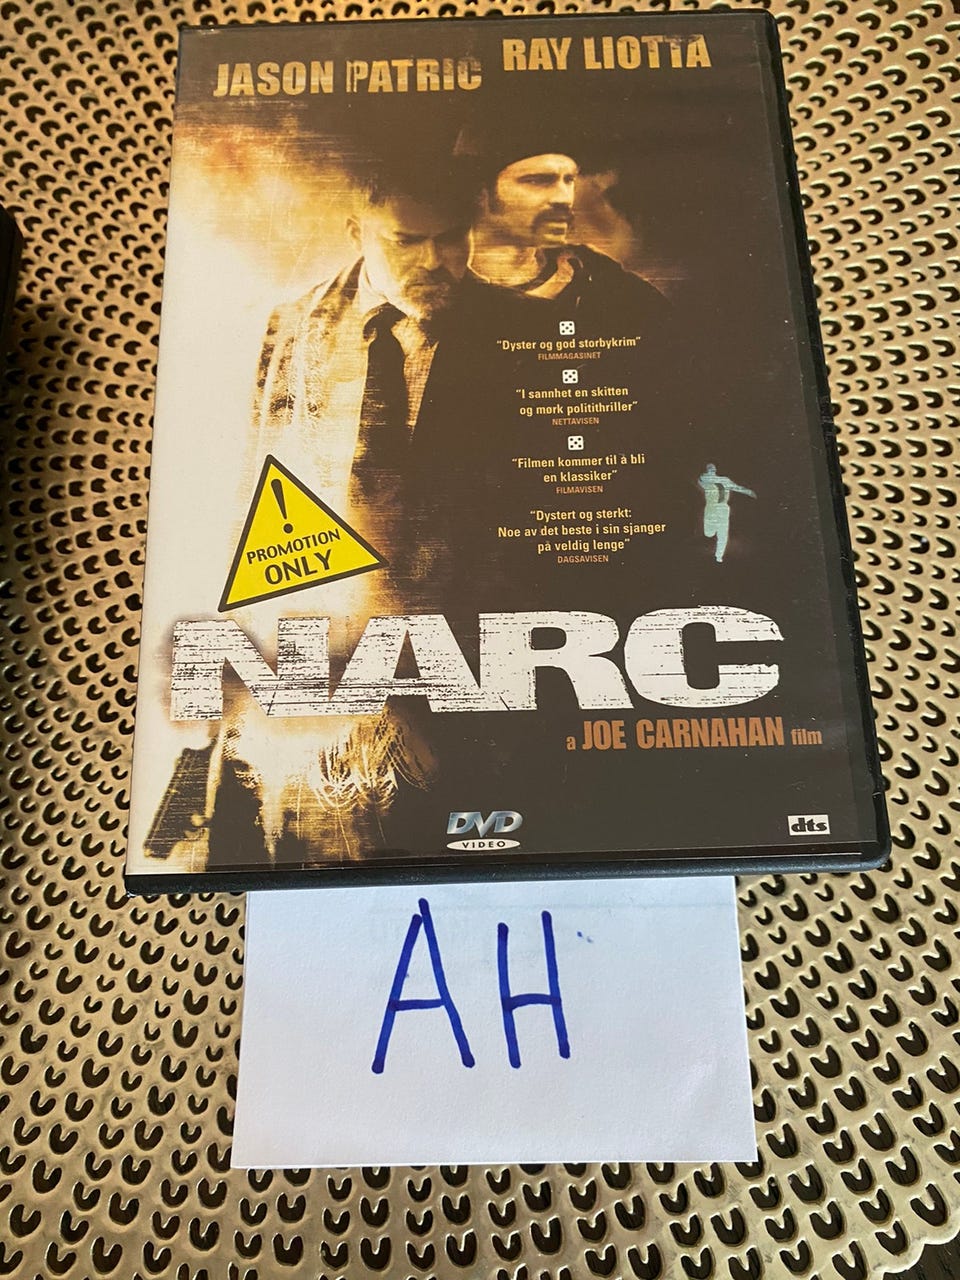 JASON PATRIC
RAY LIOTTA
"Dyster og god storbykrim"
FILMMAGASINET
"I sannhet en skitten
og mørk politithriller"
NETTAVISEN
"Filmen kommer til å bli
en klassiker"
FILMAVISEN
"Dystert og sterkt:
Noe av det beste i sin sjanger
på veldig lenge"
DAGSAVISEN
!
PROMOTION
ONLY
NARC
a JOE CARNAHAN film
DVD
VIDEO
dts
AH